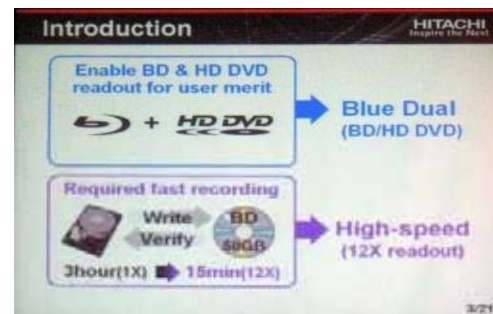 Introduction
HITACHI
Inspire the Next
Enable BD & HD DVD
readout for user merit
+ HD DVD
Blue Dual
(BD/HD DVD)
Required fast recording
Write
Verify
BD
50GB
3hour(1X) 15min(12X)
High-speed
(12X readout)
3/21